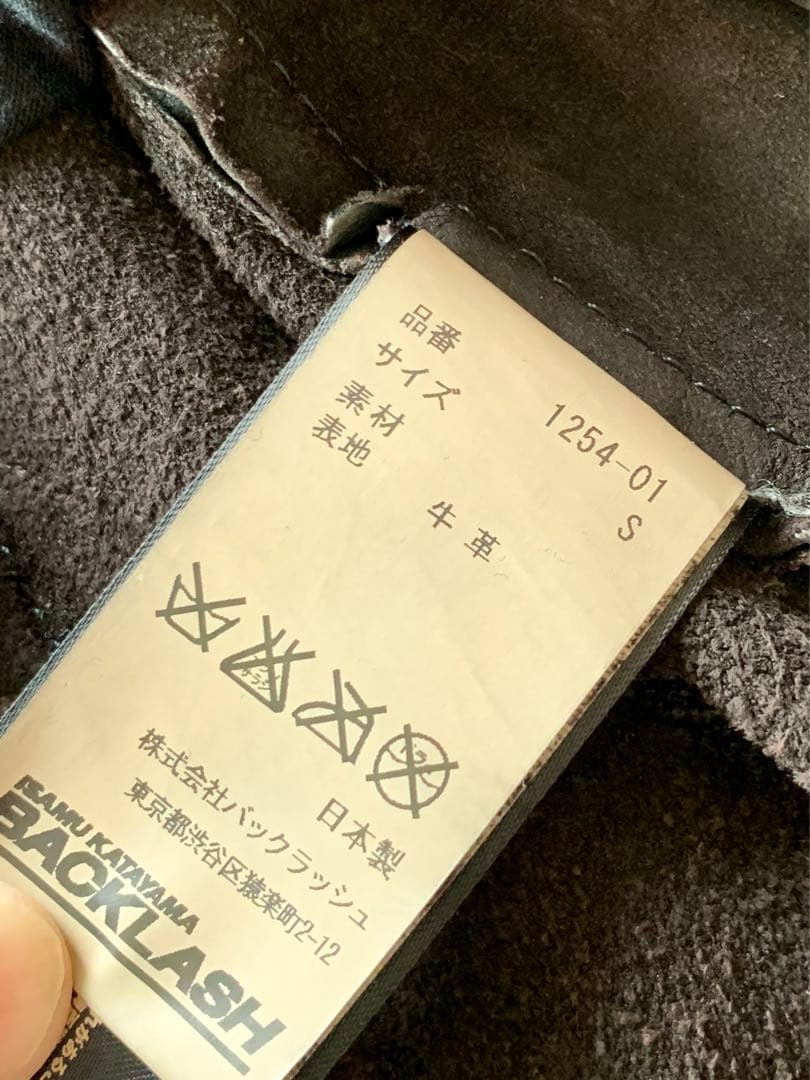 品番 1254-01
サイズ S
素材
表地 牛革
日本製
株式会社バックラッシュ
東京都渋谷区猿楽町2-12
ISAMU KATAYAMA
BACKLASH